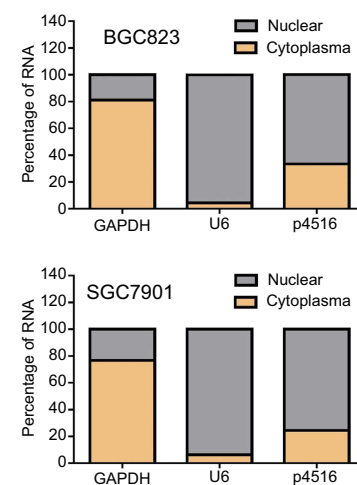 BGC823
Nuclear
Cytoplasma
Percentage of RNA
140
120
100
80
60
40
20
0
GAPDH U6 p4516
SGC7901
Nuclear
Cytoplasma
Percentage of RNA
140
120
100
80
60
40
20
0
GAPDH U6 p4516